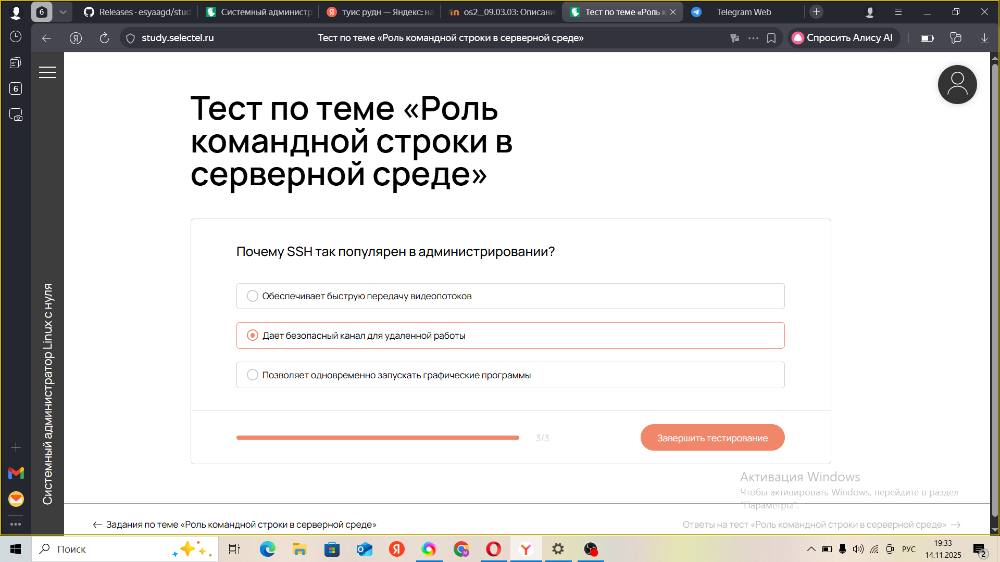 6
Releases · esyaagd/stud
Системный администр
туис рудн — Яндекс: на
os2__09.03.03: Описани
Тест по теме «Роль к
Telegram Web
study.selectel.ru
Тест по теме «Роль командной строки в серверной среде»
Спросить Алису AI
6
Системный администратор Linux с нуля
Тест по теме «Роль
командной строки в
серверной среде»
Почему SSH так популярен в администрировании?
Обеспечивает быструю передачу видеопотоков
Дает безопасный канал для удаленной работы
Позволяет одновременно запускать графические программы
3/3
Завершить тестирование
Активация Windows
Чтобы активировать Windows, перейдите в раздел
"Параметры".
← Задания по теме «Роль командной строки в серверной среде»
Ответы на тест «Роль командной строки в серверной среде» →
Поиск
РУС
19:33
14.11.2025
2